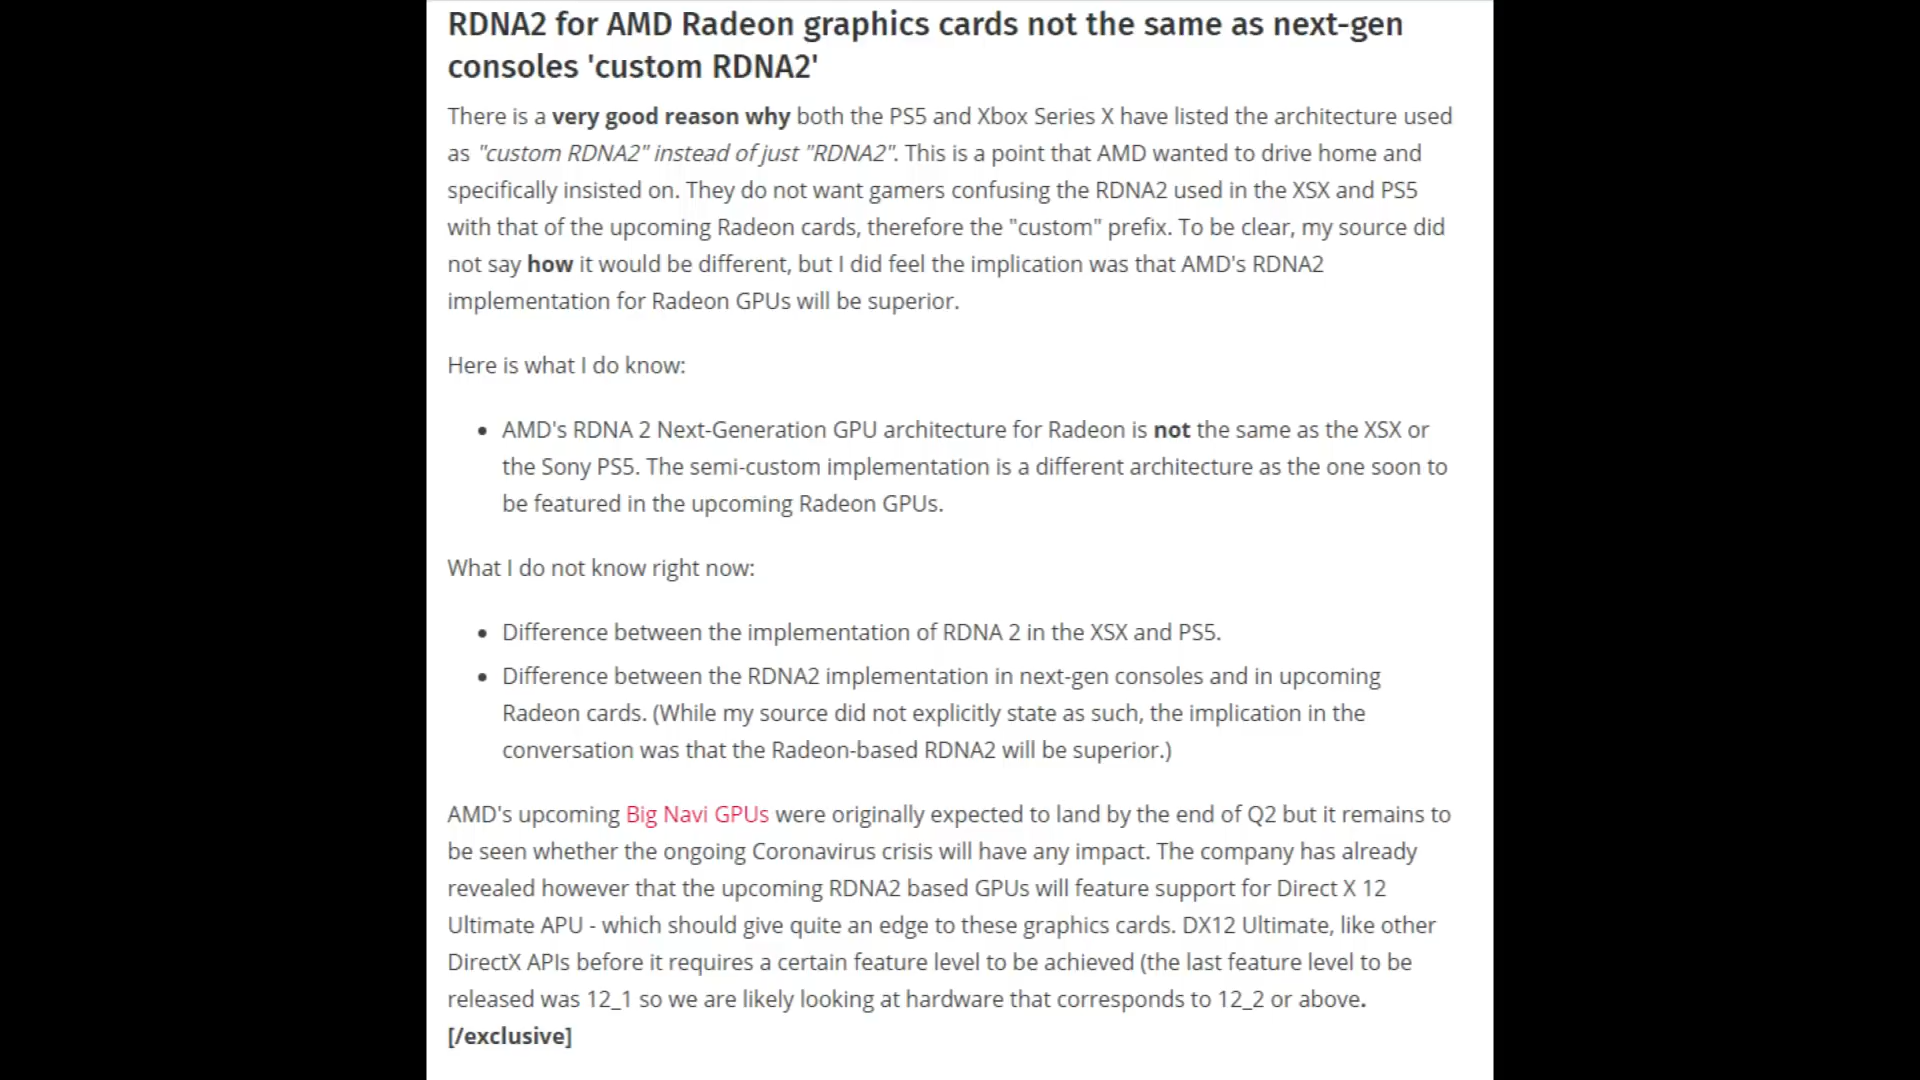 RDNA2 for AMD Radeon graphics cards not the same as next-gen
consoles 'custom RDNA2'
There is a very good reason why both the PS5 and Xbox Series X have listed the architecture used
as "custom RDNA2" instead of just "RDNA2". This is a point that AMD wanted to drive home and
specifically insisted on. They do not want gamers confusing the RDNA2 used in the XSX and PS5
with that of the upcoming Radeon cards, therefore the "custom" prefix. To be clear, my source did
not say how it would be different, but I did feel the implication was that AMD's RDNA2
implementation for Radeon GPUs will be superior.
Here is what I do know:
• AMD's RDNA 2 Next-Generation GPU architecture for Radeon is not the same as the XSX or
the Sony PS5. The semi-custom implementation is a different architecture as the one soon to
be featured in the upcoming Radeon GPUs.
What I do not know right now:
• Difference between the implementation of RDNA 2 in the XSX and PS5.
• Difference between the RDNA2 implementation in next-gen consoles and in upcoming
Radeon cards. (While my source did not explicitly state as such, the implication in the
conversation was that the Radeon-based RDNA2 will be superior.)
AMD's upcoming Big Navi GPUs were originally expected to land by the end of Q2 but it remains to
be seen whether the ongoing Coronavirus crisis will have any impact. The company has already
revealed however that the upcoming RDNA2 based GPUs will feature support for Direct X 12
Ultimate APU - which should give quite an edge to these graphics cards. DX12 Ultimate, like other
DirectX APIs before it requires a certain feature level to be achieved (the last feature level to be
released was 12_1 so we are likely looking at hardware that corresponds to 12_2 or above.
[/exclusive]